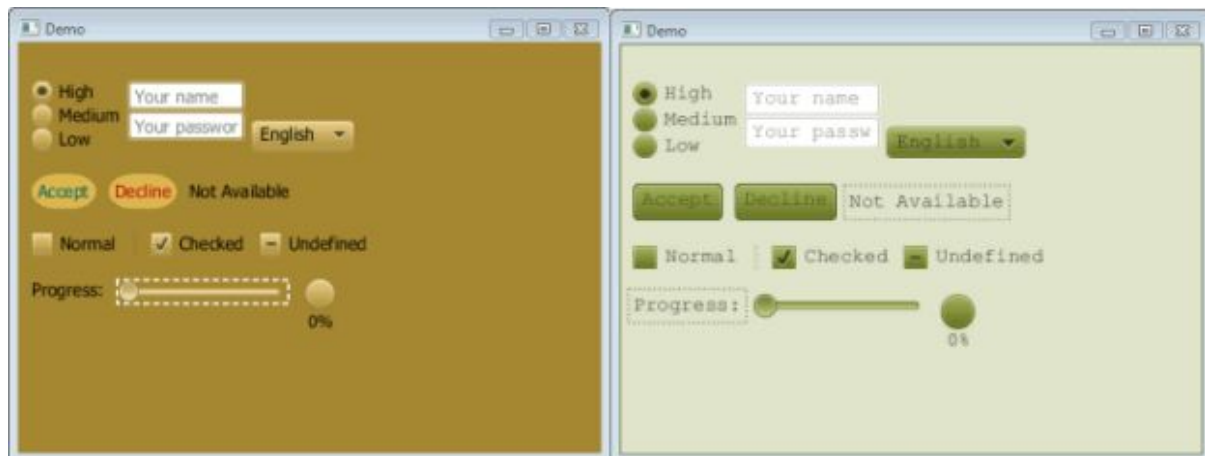 Demo
High
Your name
Medium
Your passwor
Low
English
Accept Decline Not Available
Normal Checked Undefined
Progress:
0%
Demo
High
Your name
Medium
Your passw
Low
English
Accept Decline Not Available
Normal Checked Undefined
Progress:
0%